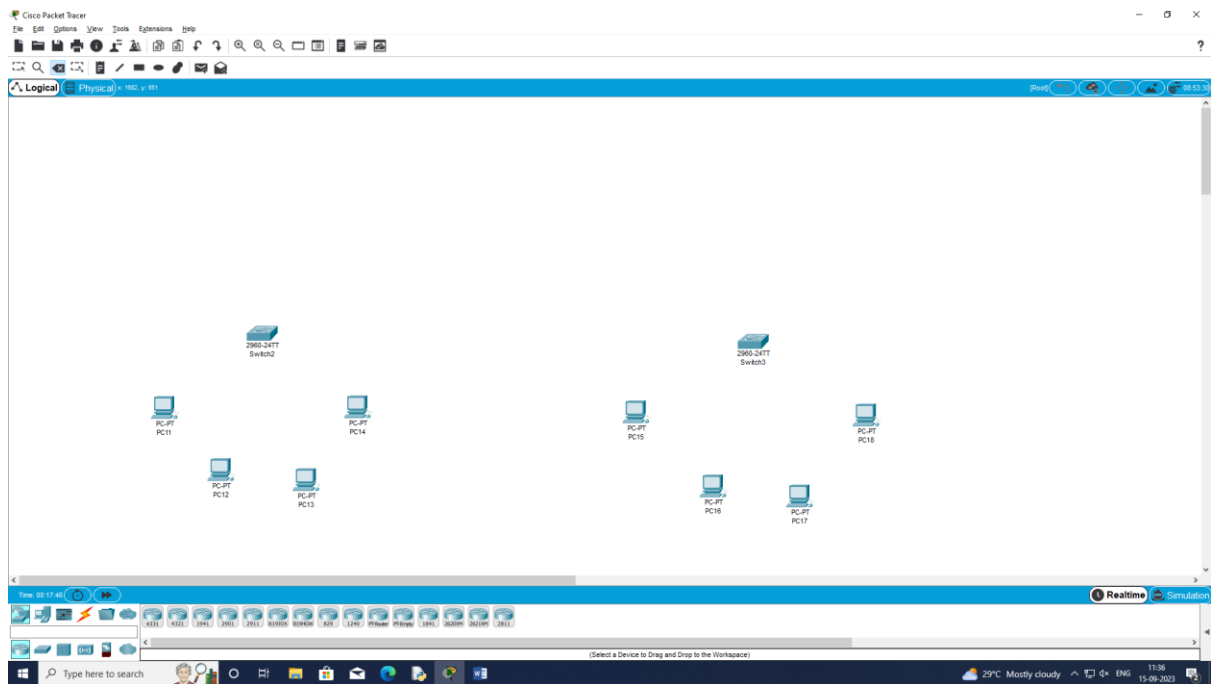 Cisco Packet Tracer
File Edit Options View Tools Extensions Help
?
Logical Physical x: 1682, y: 651 [Root] 08:53:30
2960-24TT
Switch2
2960-24TT
Switch3
PC-PT
PC11
PC-PT
PC14
PC-PT
PC15
PC-PT
PC18
PC-PT
PC12
PC-PT
PC13
PC-PT
PC16
PC-PT
PC17
Time: 00:17:46 Realtime Simulation
4331 4321 1941 2901 2911 819IOX 819HGW 829 1240 PT-Router PT-Empty 1841 2620XM 2621XM 2811
(Select a Device to Drag and Drop to the Workspace)
Type here to search 29°C Mostly cloudy ENG 11:36
15-09-2023 2